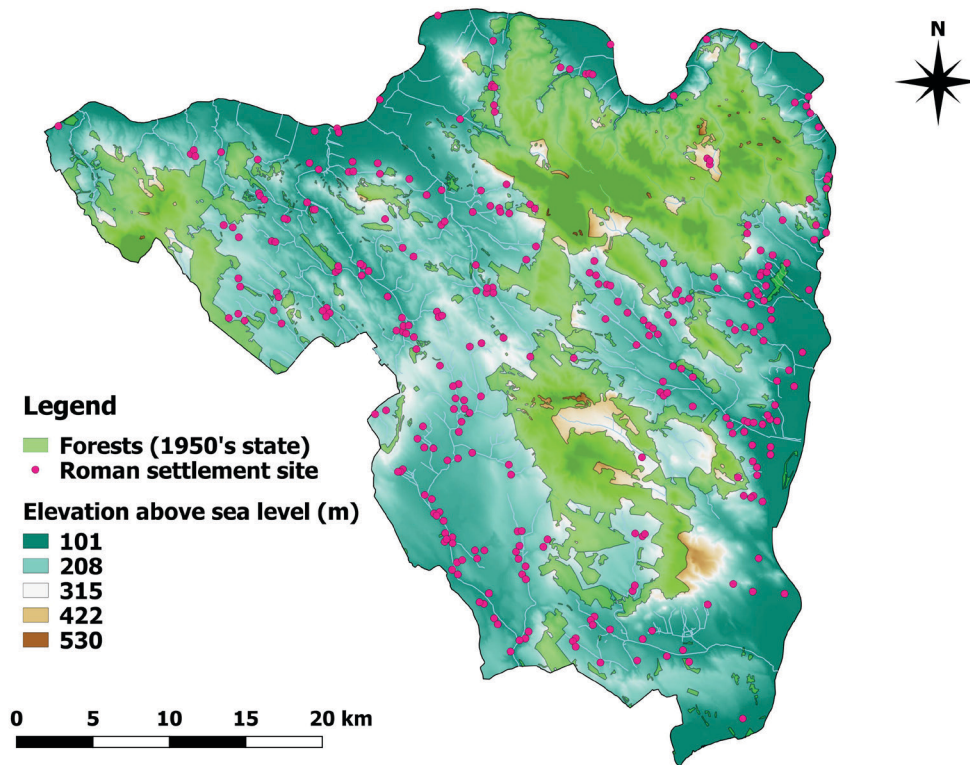 N
Legend
Forests (1950's state)
Roman settlement site
Elevation above sea level (m)
101
208
315
422
530
0 5 10 15 20 km